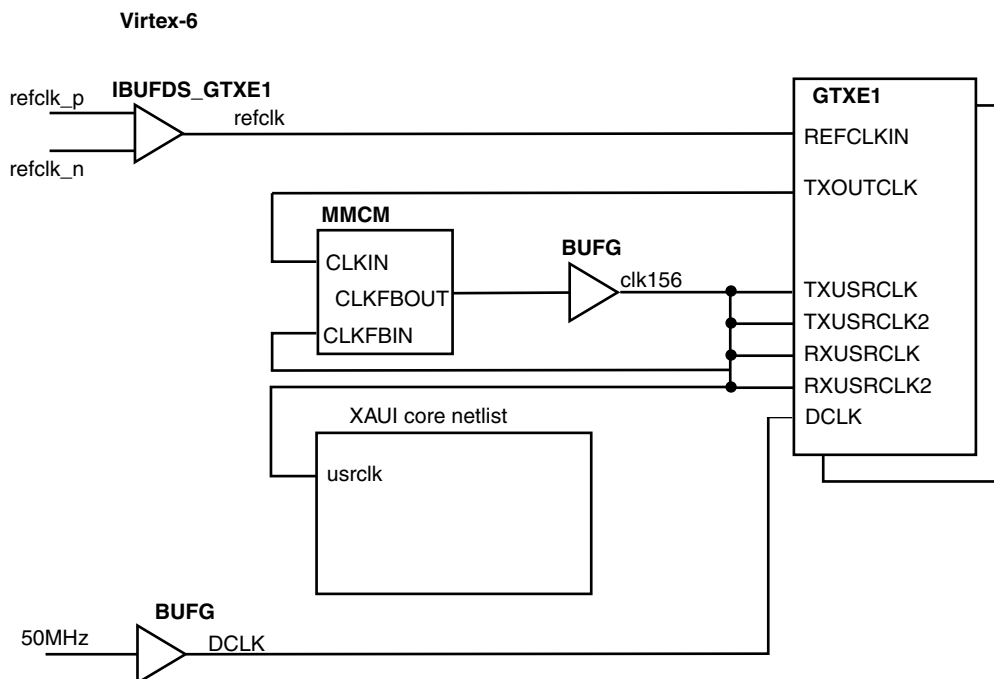 Virtex-6
IBUFDS_GTXE1
refclk_p
refclk
refclk_n
GTXE1
REFCLKIN
TXOUTCLK
MMCM
CLKIN
CLKFBOUT
CLKFBIN
BUFG
clk156
TXUSRCLK
TXUSRCLK2
RXUSRCLK
RXUSRCLK2
DCLK
XAUI core netlist
usrclk
BUFG
50MHz
DCLK